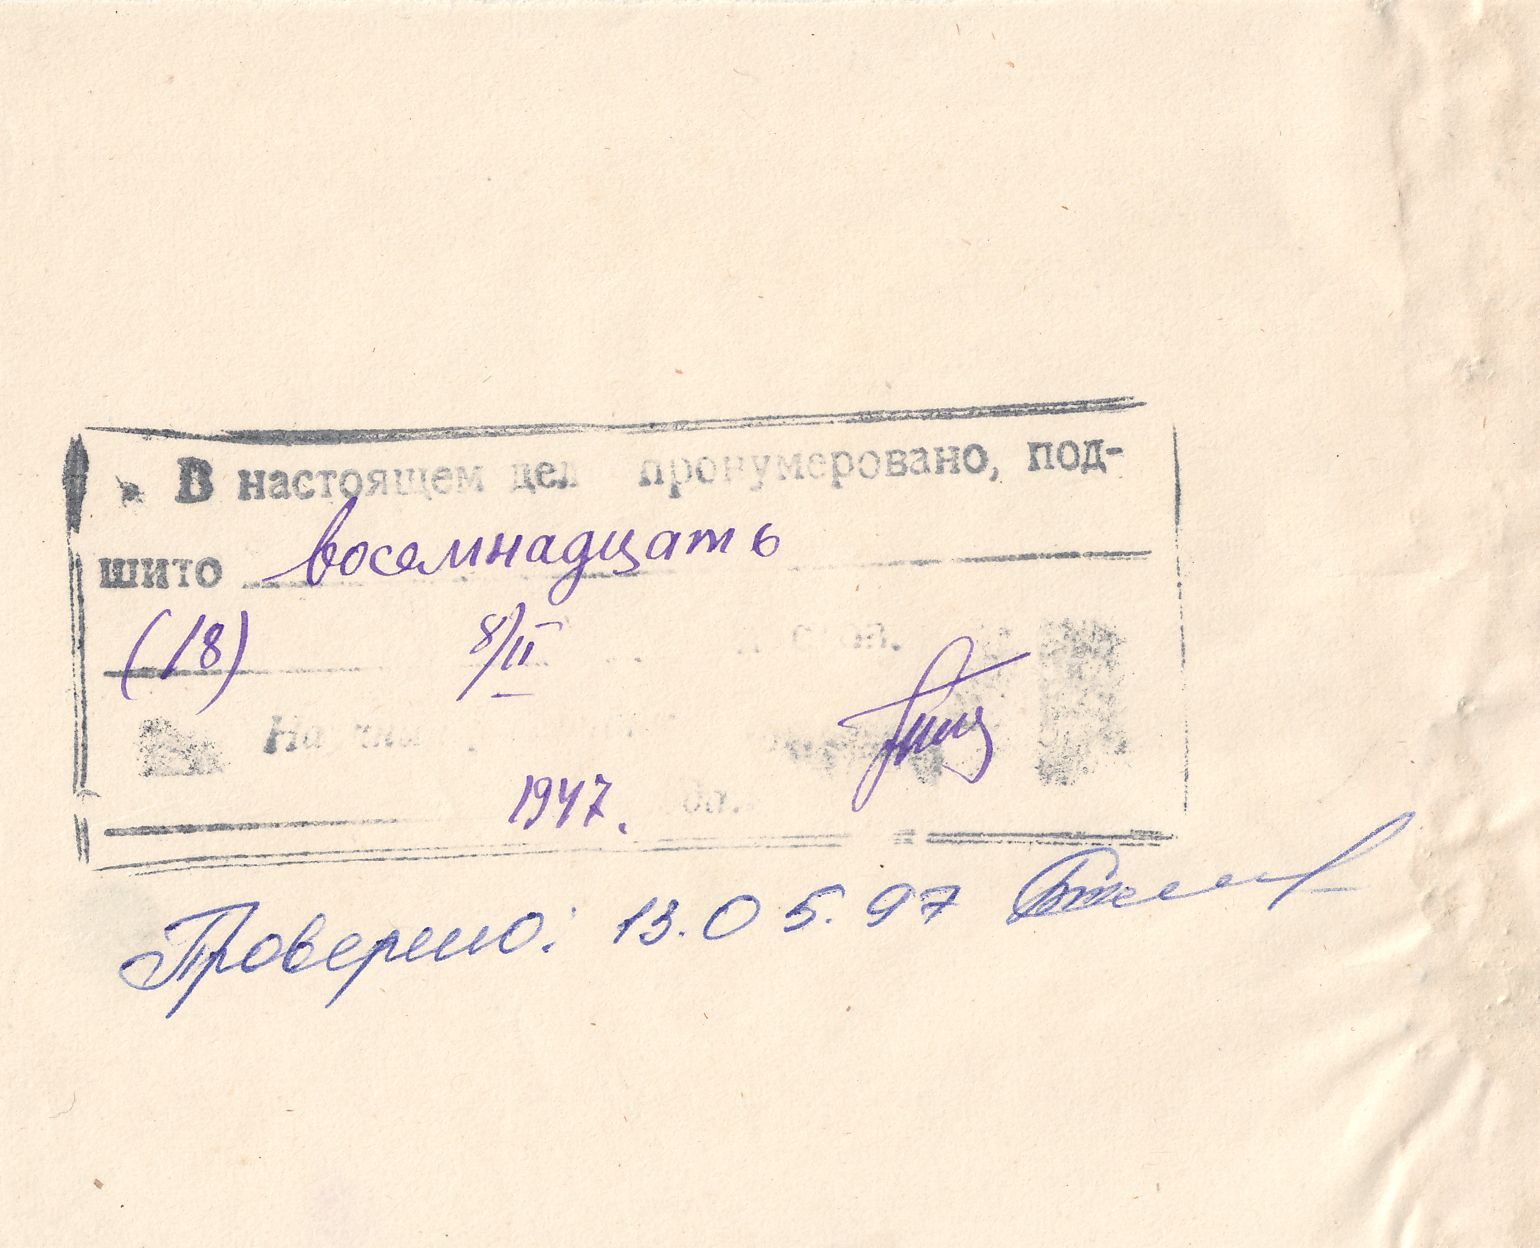 В настоящем дел пронумеровано, под-
шито восемнадцать
(18) 8/II
1947.
Проверено: 13.05.97